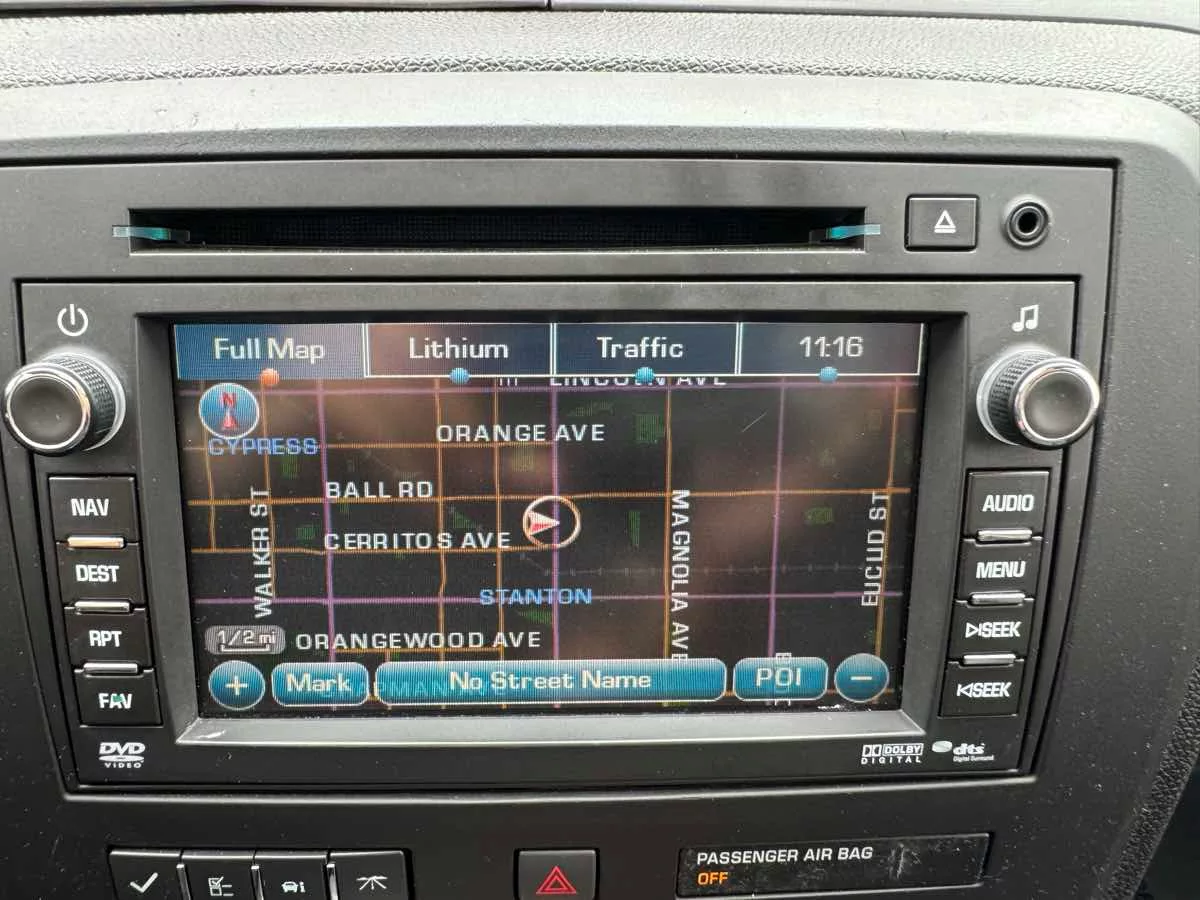 Full Map
Lithium
Traffic
11:16
LINCOLN AVE
N
CYPRESS
ORANGE AVE
BALL RD
WALKER ST
CERRITOS AVE
MAGNOLIA AVE
EUCLID ST
STANTON
1/2 mi
ORANGEWOOD AVE
+
Mark
No Street Name
POI
−
NAV
DEST
RPT
FAV
AUDIO
MENU
SEEK
SEEK
DVD
VIDEO
DOLBY
DIGITAL
dts
Digital Surround
PASSENGER AIR BAG
OFF